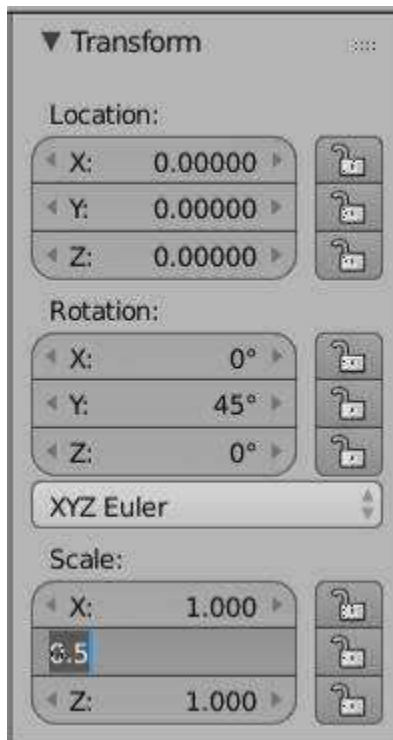 Transform
Location:
X: 0.00000
Y: 0.00000
Z: 0.00000
Rotation:
X: 0°
Y: 45°
Z: 0°
XYZ Euler
Scale:
X: 1.000
0.5
Z: 1.000